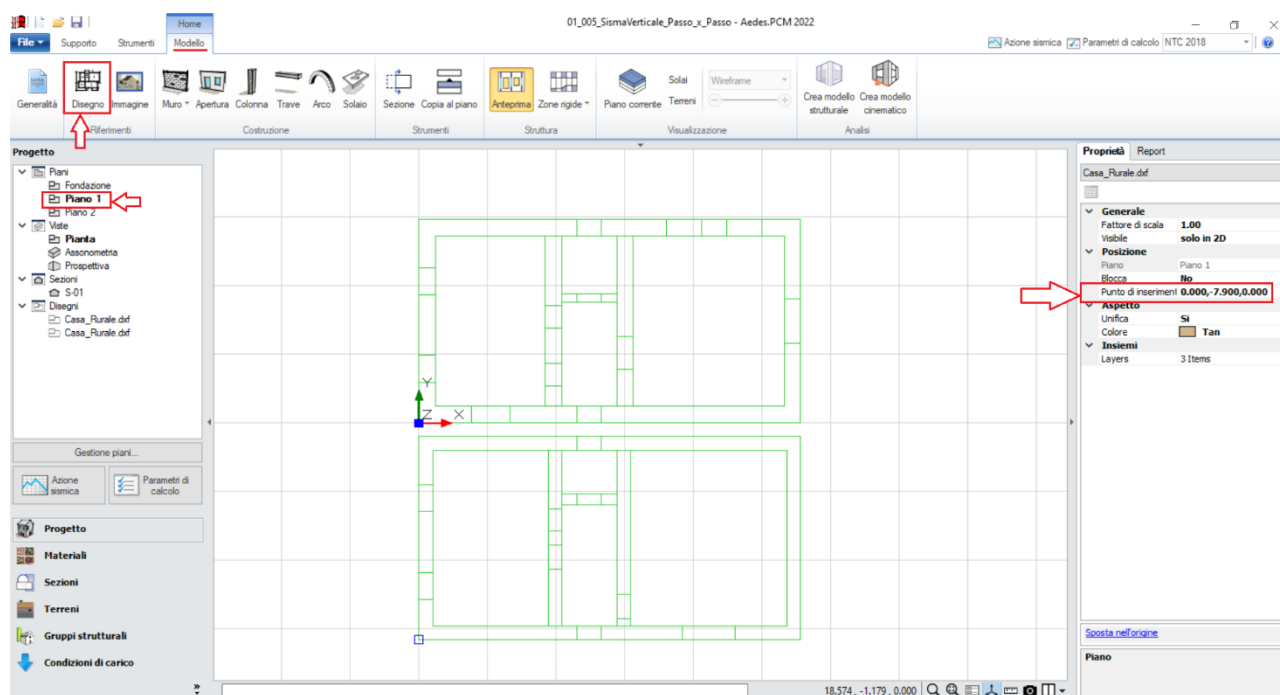 01_005_SismaVerticale_Passo_x_Passo - Aedes.PCM 2022
Home
File Supporto Strumenti Modello
Azione sismica Parametri di calcolo NTC 2018
Generalità Disegno Immagine Muro Apertura Colonna Trave Arco Solaio Sezione Copia al piano Anteprima Zone rigide Piano corrente
Solai Wireframe
Terreni
Crea modello strutturale
Crea modello cinematico
Riferimenti Costruzione Strumenti Struttura Visualizzazione Analisi
Progetto
Piani
Fondazione
Piano 1
Piano 2
Viste
Pianta
Assonometria
Prospettiva
Sezioni
S-01
Disegni
Casa_Rurale.dxf
Casa_Rurale.dxf
Gestione piani...
Azione sismica
Parametri di calcolo
Progetto
Materiali
Sezioni
Terreni
Gruppi strutturali
Condizioni di carico
Y
Z X
Proprietà Report
Casa_Rurale.dxf
Generale
Fattore di scala 1.00
Visibile solo in 2D
Posizione
Piano Piano 1
Blocca No
Punto di inseriment 0.000,-7.900,0.000
Aspetto
Unifica Si
Colore Tan
Insiemi
Layers 3 Items
Sposta nell'origine
Piano
18.574 , -1.179 , 0.000